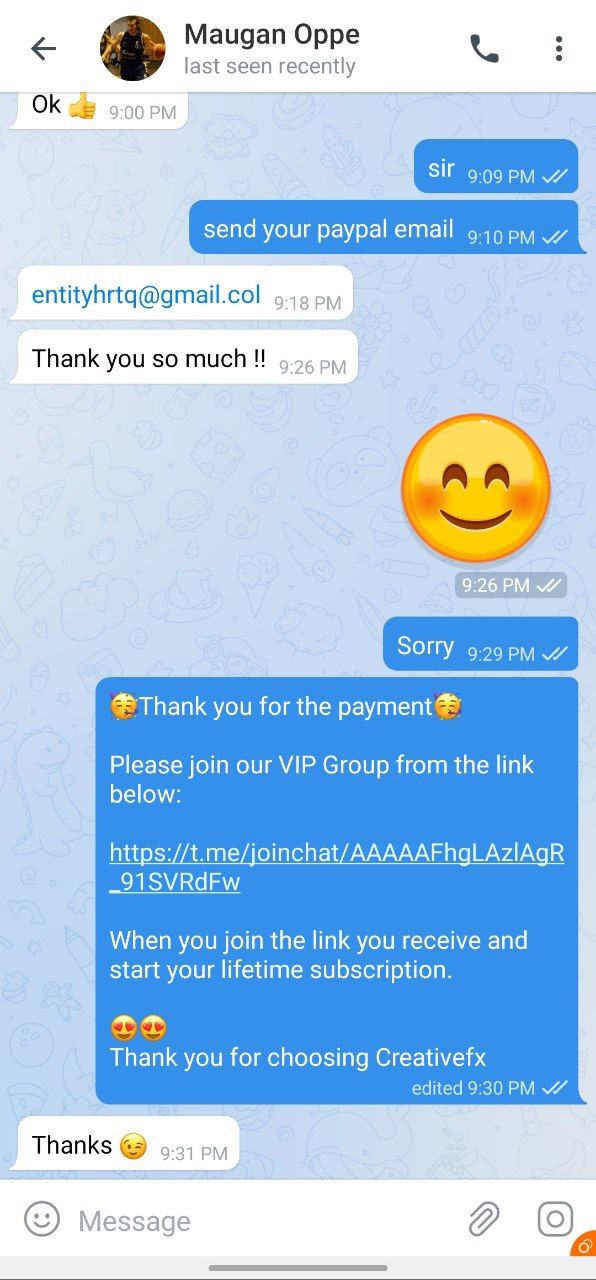 Maugan Oppe
last seen recently
Ok 👍 9:00 PM
sir 9:09 PM
send your paypal email 9:10 PM
entityhrtq@gmail.col 9:18 PM
Thank you so much !! 9:26 PM
9:26 PM
Sorry 9:29 PM
🥳Thank you for the payment🥳
Please join our VIP Group from the link
below:
https://t.me/joinchat/AAAAAFhgLAzlAgR
_91SVRdFw
When you join the link you receive and
start your lifetime subscription.
😍😍
Thank you for choosing Creativefx
edited 9:30 PM
Thanks 😉 9:31 PM
Message